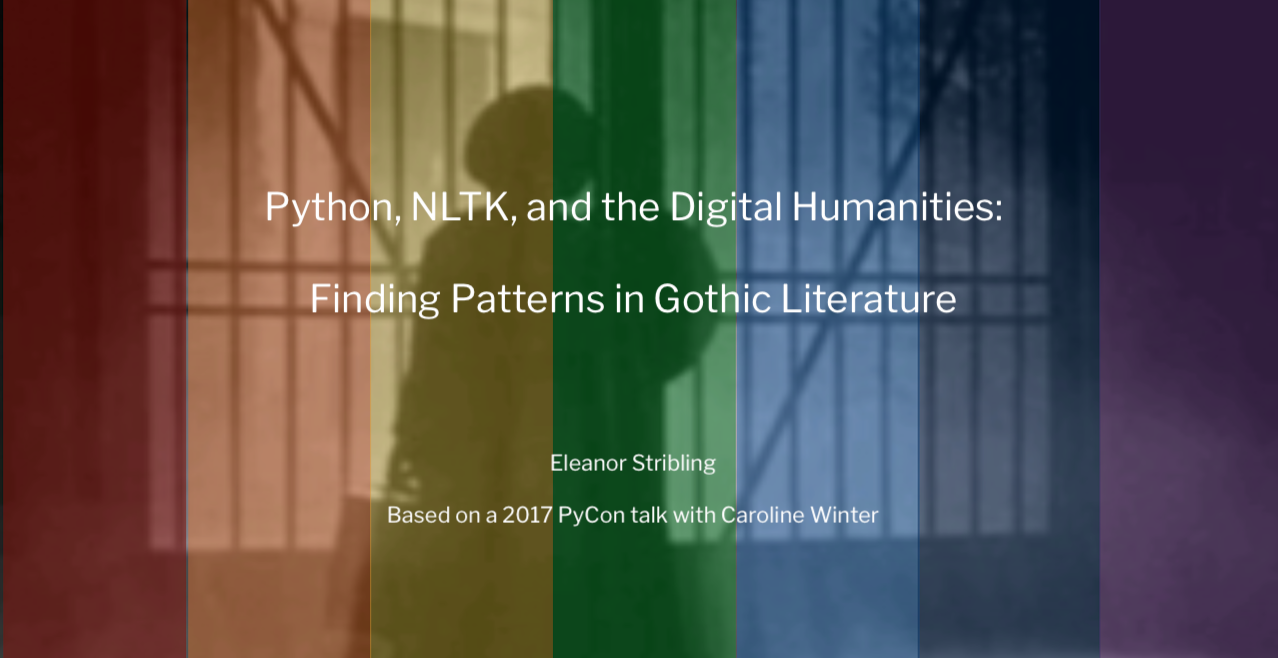 Python, NLTK, and the Digital Humanities:
Finding Patterns in Gothic Literature
Eleanor Stribling
Based on a 2017 PyCon talk with Caroline Winter